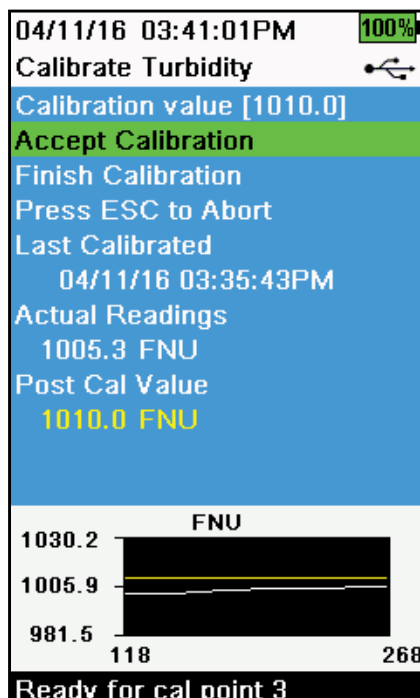 04/11/16 03:41:01PM 100%
Calibrate Turbidity
Calibration value [1010.0]
Accept Calibration
Finish Calibration
Press ESC to Abort
Last Calibrated
04/11/16 03:35:43PM
Actual Readings
1005.3 FNU
Post Cal Value
1010.0 FNU
FNU
1030.2
1005.9
981.5
118 268
Ready for cal point 3